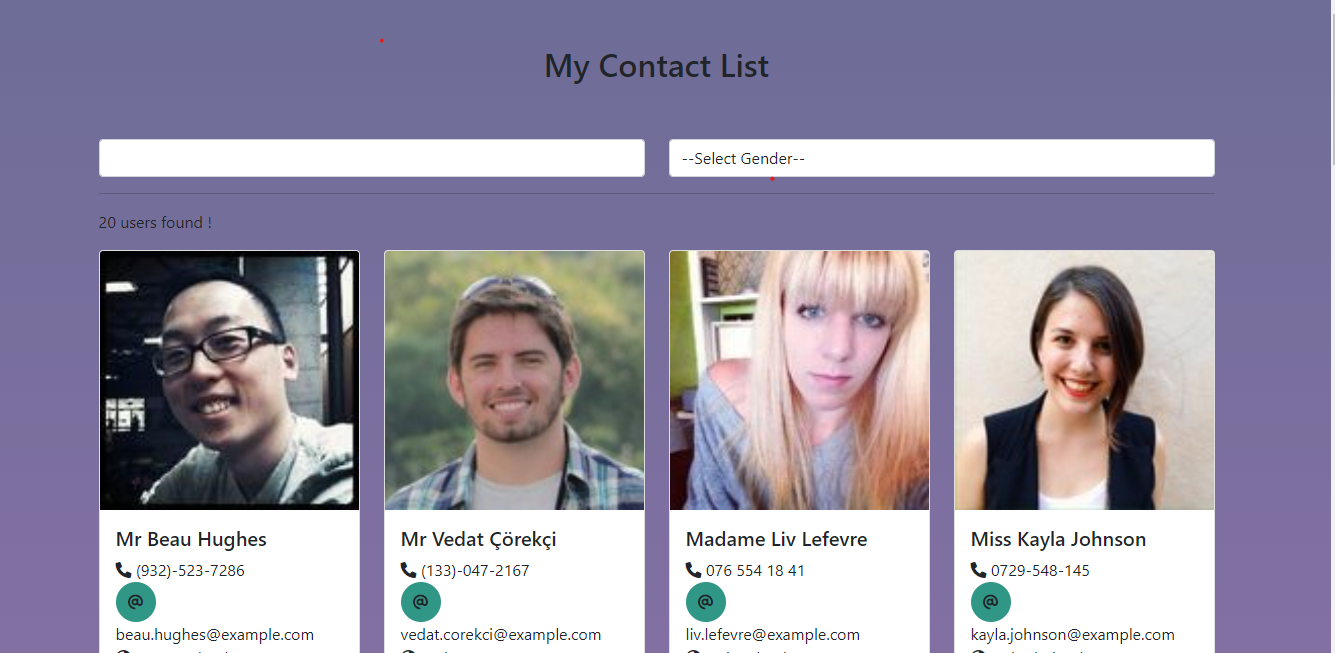 My Contact List
--Select Gender--
20 users found !
Mr Beau Hughes
(932)-523-7286
@
beau.hughes@example.com
Mr Vedat Çörekçi
(133)-047-2167
@
vedat.corekci@example.com
Madame Liv Lefevre
076 554 18 41
@
liv.lefevre@example.com
Miss Kayla Johnson
0729-548-145
@
kayla.johnson@example.com